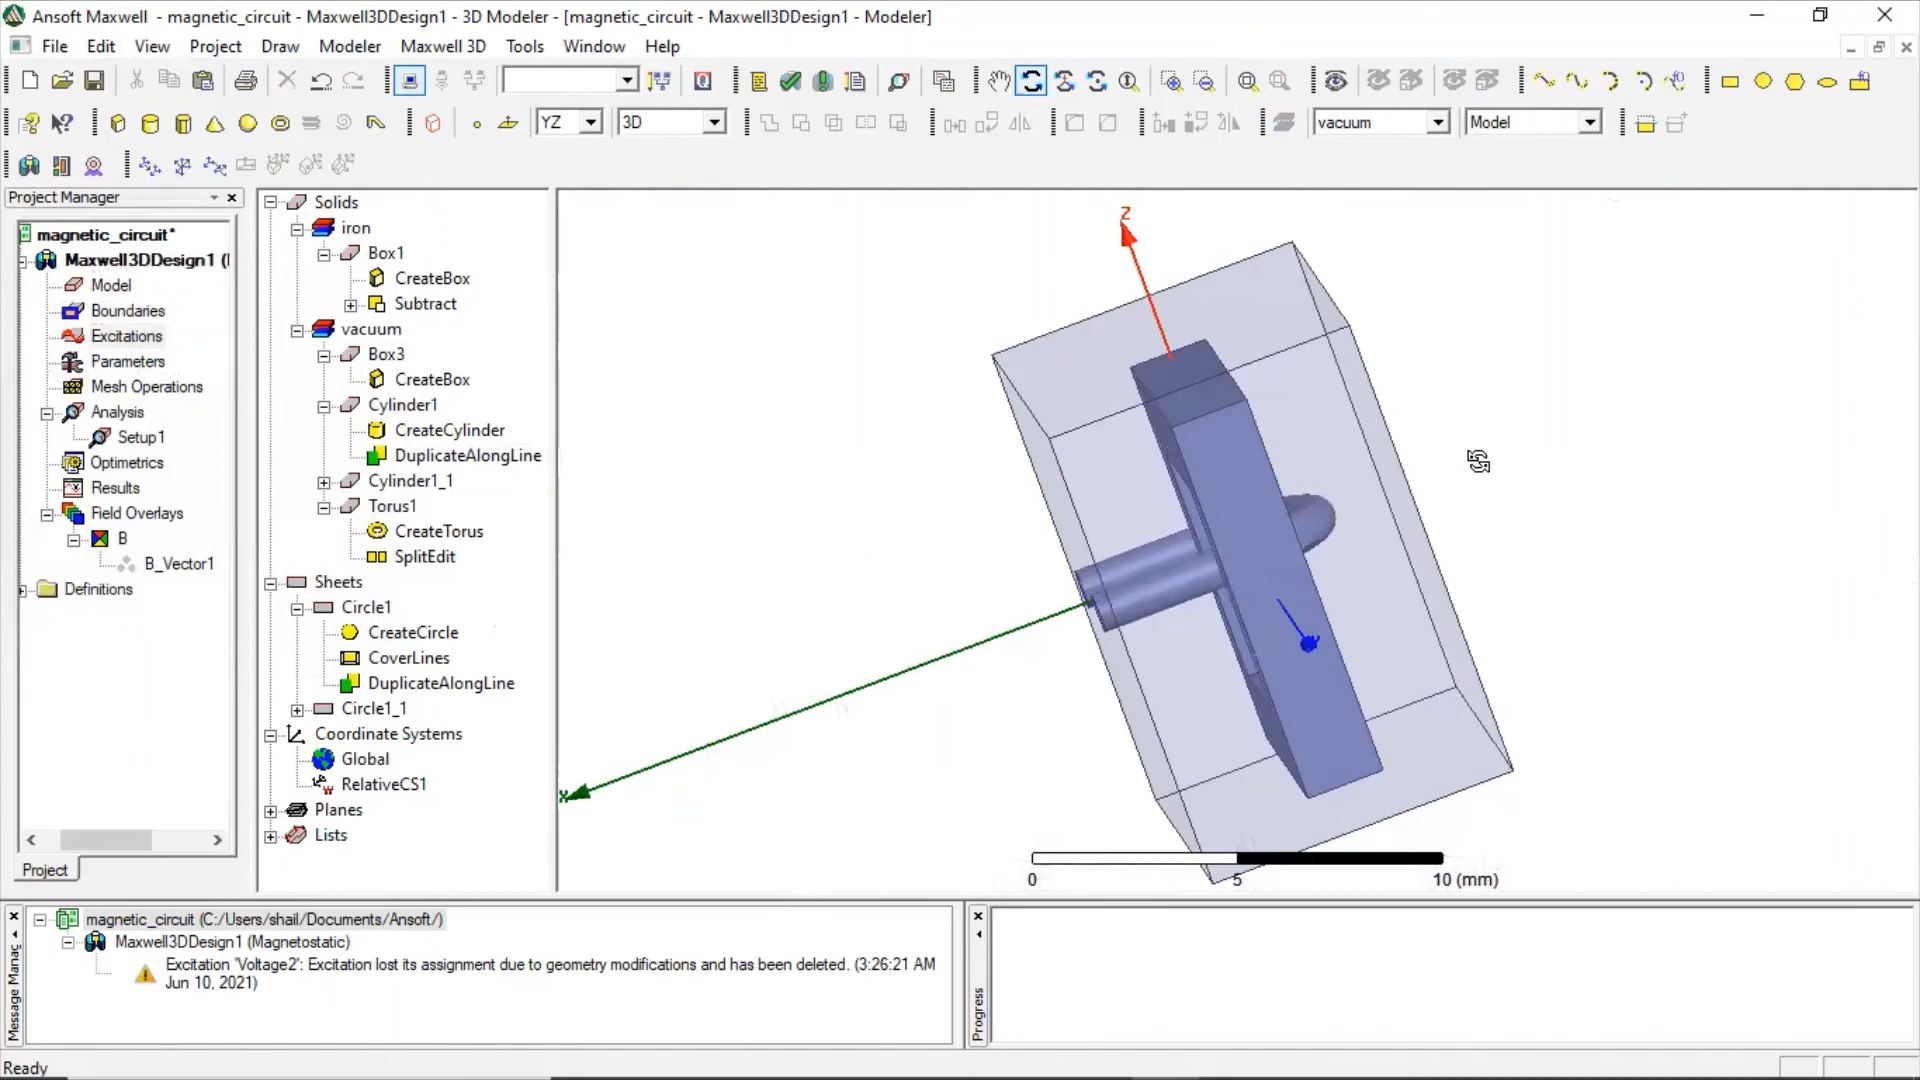 Ansoft Maxwell - magnetic_circuit - Maxwell3DDesign1 - 3D Modeler - [magnetic_circuit - Maxwell3DDesign1 - Modeler]
File Edit View Project Draw Modeler Maxwell 3D Tools Window Help
YZ 3D vacuum Model
Project Manager
magnetic_circuit*
Maxwell3DDesign1 (
Model
Boundaries
Excitations
Parameters
Mesh Operations
Analysis
Setup1
Optimetrics
Results
Field Overlays
B
B_Vector1
Definitions
Project
Solids
iron
Box1
CreateBox
Subtract
vacuum
Box3
CreateBox
Cylinder1
CreateCylinder
DuplicateAlongLine
Cylinder1_1
Torus1
CreateTorus
SplitEdit
Sheets
Circle1
CreateCircle
CoverLines
DuplicateAlongLine
Circle1_1
Coordinate Systems
Global
RelativeCS1
Planes
Lists
Z
X
0 5 10 (mm)
Message Manac
magnetic_circuit (C:/Users/shail/Documents/Ansoft/)
Maxwell3DDesign1 (Magnetostatic)
Excitation 'Voltage2': Excitation lost its assignment due to geometry modifications and has been deleted. (3:26:21 AM
Jun 10, 2021)
Progress
Ready